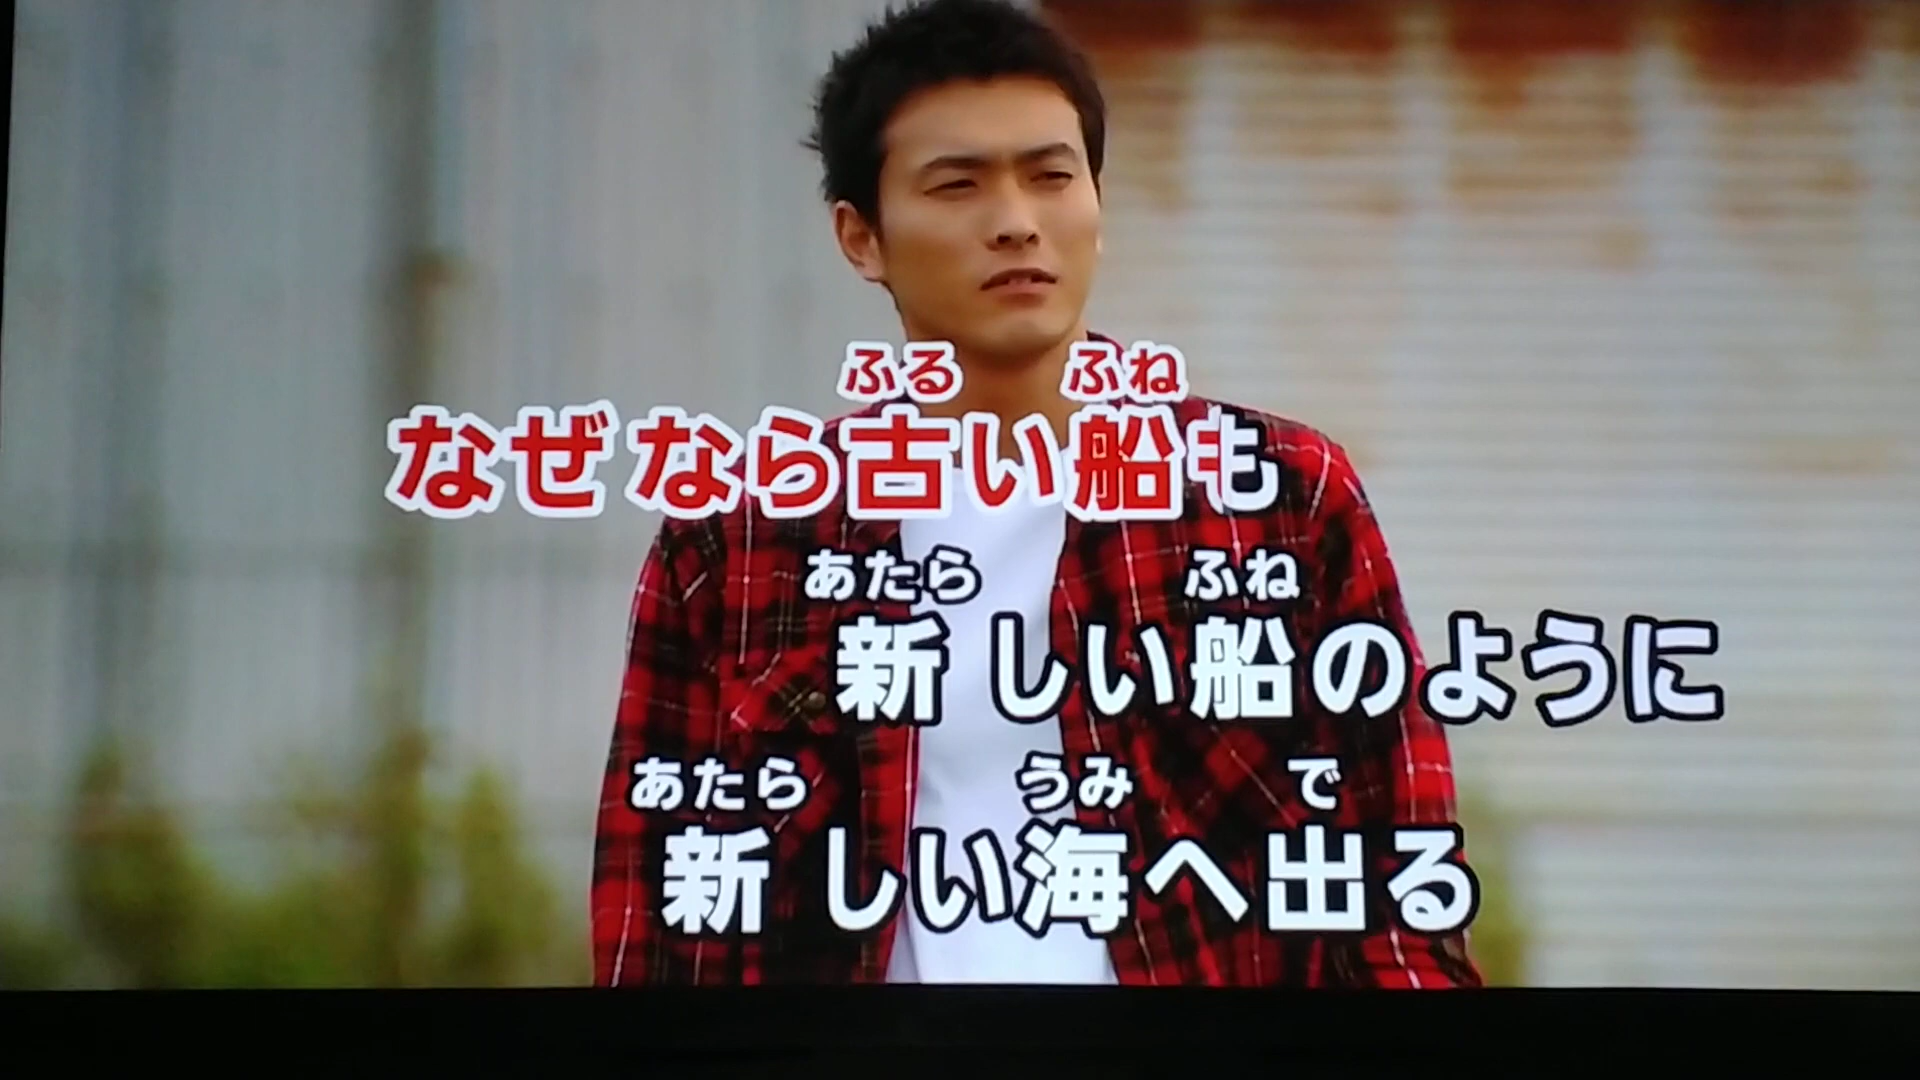 ふる ふね
なぜなら古い船も
あたら ふね
新しい船のように
あたら うみ で
新しい海へ出る